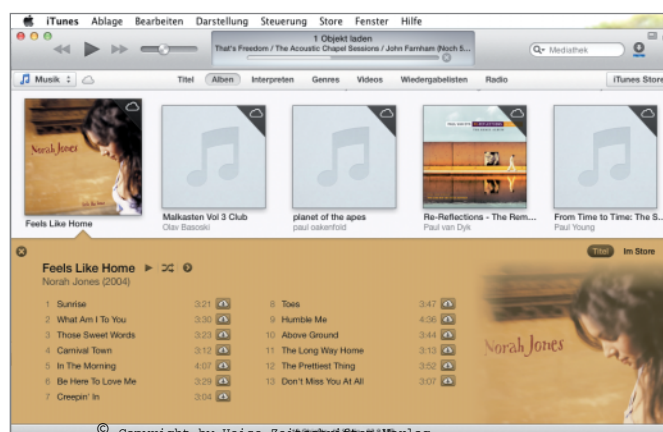 iTunes Ablage Bearbeiten Darstellung Steuerung Store Fenster Hilfe
1 Objekt laden
That's Freedom / The Acoustic Chapel Sessions / John Farnham (Noch 5...
Mediathek
Musik Titel Alben Interpreten Genres Videos Wiedergabelisten Radio iTunes Store
Norah Jones
Feels Like Home
Malkasten Vol 3 Club
Olav Basoski
planet of the apes
paul oakenfold
Re-Reflections - The Rem...
Paul van Dyk
From Time to Time: The S...
Paul Young
Titel Im Store
Feels Like Home
Norah Jones (2004)
1 Sunrise 3:21
2 What Am I To You 3:30
3 Those Sweet Words 3:23
4 Carnival Town 3:12
5 In The Morning 4:07
6 Be Here To Love Me 3:29
7 Creepin' In 3:04
8 Toes 3:47
9 Humble Me 4:36
10 Above Ground 3:44
11 The Long Way Home 3:13
12 The Prettiest Thing 3:52
13 Don't Miss You At All 3:07
Norah Jones
© Copyright by